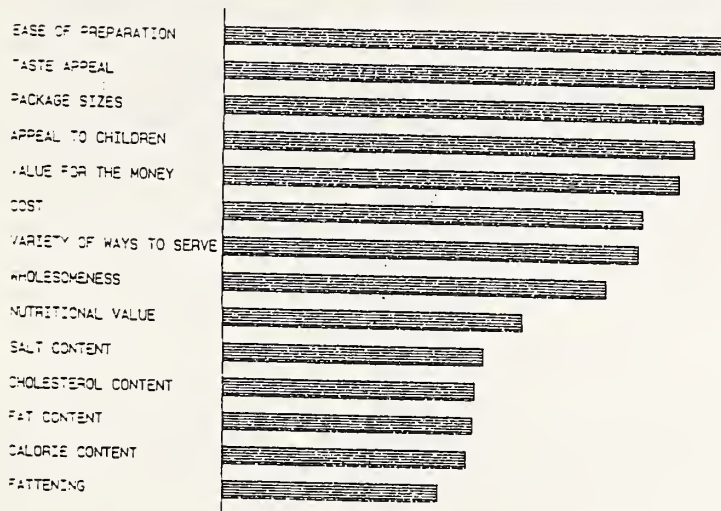 EASE OF PREPARATION
TASTE APPEAL
PACKAGE SIZES
APPEAL TO CHILDREN
VALUE FOR THE MONEY
COST
VARIETY OF WAYS TO SERVE
WHOLESOMENESS
NUTRITIONAL VALUE
SALT CONTENT
CHOLESTEROL CONTENT
FAT CONTENT
CALORIE CONTENT
FATTENING